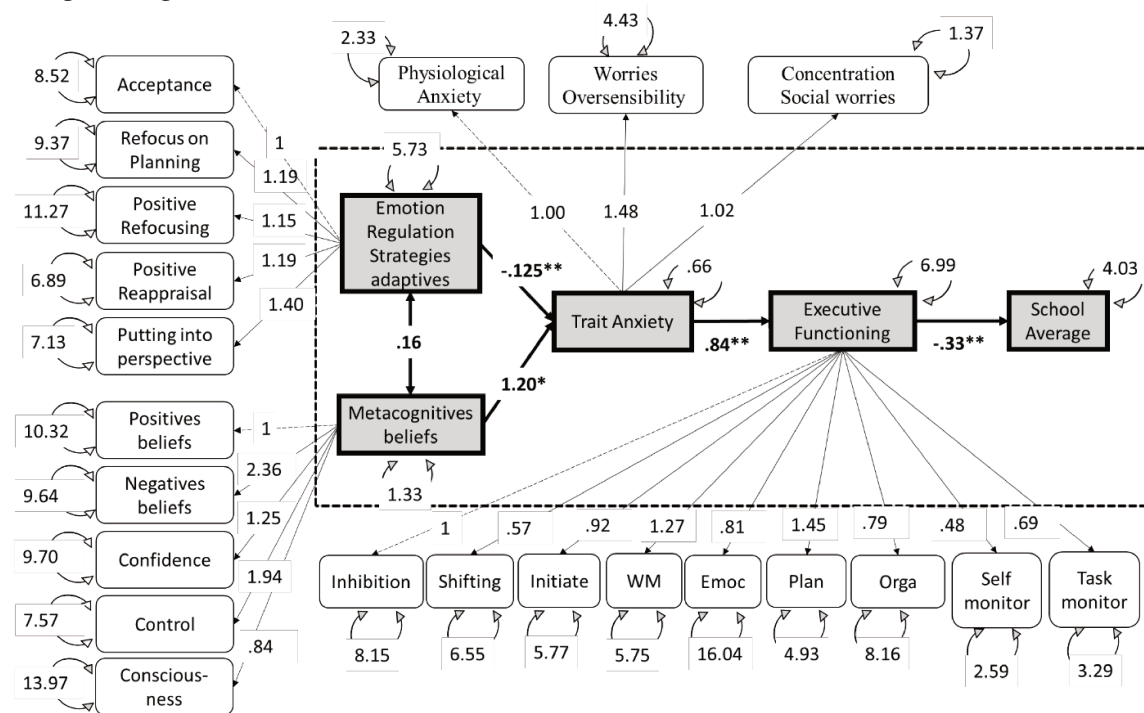 2.33
4.43
1.37
8.52
Acceptance
Physiological
Anxiety
Worries
Oversensibility
Concentration
Social worries
9.37
Refocus on
Planning
1
1.19
5.73
11.27
Positive
Refocusing
1.15
Emotion
Regulation
Strategies
adaptives
1.00
1.48
1.02
6.89
Positive
Reappraisal
1.19
1.40
-.125**
.66
6.99
4.03
7.13
Putting into
perspective
.16
Trait Anxiety
.84**
Executive
Functioning
-.33**
School
Average
1.20*
10.32
Positives
beliefs
1
Metacognitives
beliefs
9.64
Negatives
beliefs
2.36
1.33
1.25
9.70
Confidence
1.94
7.57
Control
.84
13.97
Conscious-
ness
1
.57
.92
1.27
.81
1.45
.79
.48
.69
Inhibition
Shifting
Initiate
WM
Emoc
Plan
Orga
Self
monitor
Task
monitor
8.15
6.55
5.77
5.75
16.04
4.93
8.16
2.59
3.29